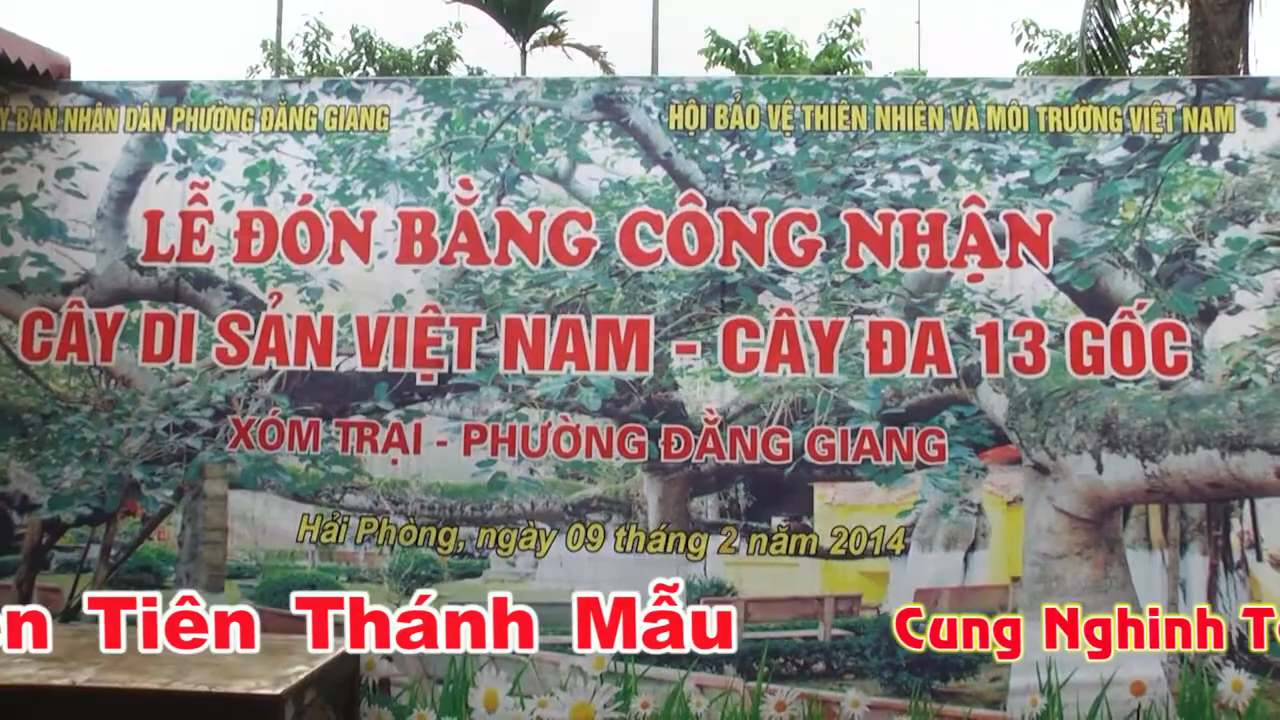 BAN NHÂN DÂN PHƯỜNG ĐẰNG GIANG
HỘI BẢO VỆ THIÊN NHIÊN VÀ MÔI TRƯỜNG VIỆT NAM
LỄ ĐÓN BẰNG CÔNG NHẬN
CÂY DI SẢN VIỆT NAM - CÂY ĐA 13 GỐC
XÓM TRẠI - PHƯỜNG ĐẰNG GIANG
Hải Phòng, ngày 09 tháng 2 năm 2014
Tiên Thánh Mẫu
Cung Nghinh